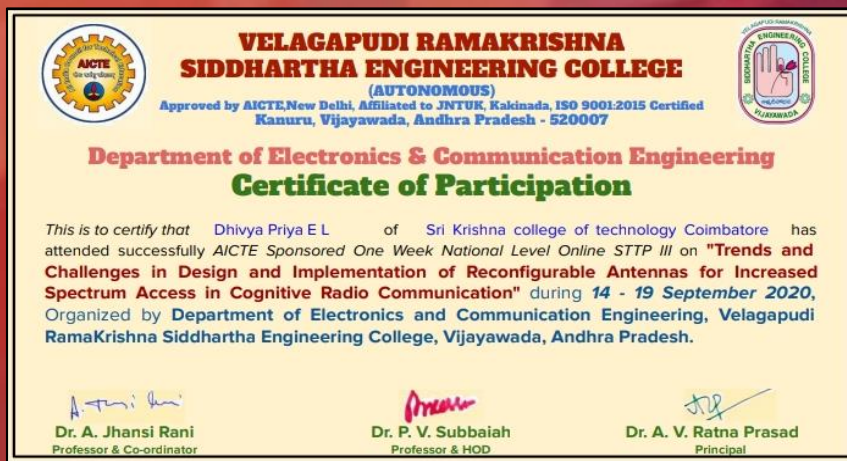 VELAGAPUDI RAMAKRISHNA
SIDDHARTHA ENGINEERING COLLEGE
(AUTONOMOUS)
Approved by AICTE,New Delhi, Affiliated to JNTUK, Kakinada, ISO 9001:2015 Certified
Kanuru, Vijayawada, Andhra Pradesh - 520007
AICTE
SIDDHARTHA ENGINEERING COLLEGE
VIJAYAWADA
Department of Electronics & Communication Engineering
Certificate of Participation
This is to certify that Dhivya Priya E L of Sri Krishna college of technology Coimbatore has
attended successfully AICTE Sponsored One Week National Level Online STTP III on "Trends and
Challenges in Design and Implementation of Reconfigurable Antennas for Increased
Spectrum Access in Cognitive Radio Communication" during 14 - 19 September 2020,
Organized by Department of Electronics and Communication Engineering, Velagapudi
RamaKrishna Siddhartha Engineering College, Vijayawada, Andhra Pradesh.
Dr. A. Jhansi Rani
Professor & Co-ordinator
Dr. P. V. Subbaiah
Professor & HOD
Dr. A. V. Ratna Prasad
Principal